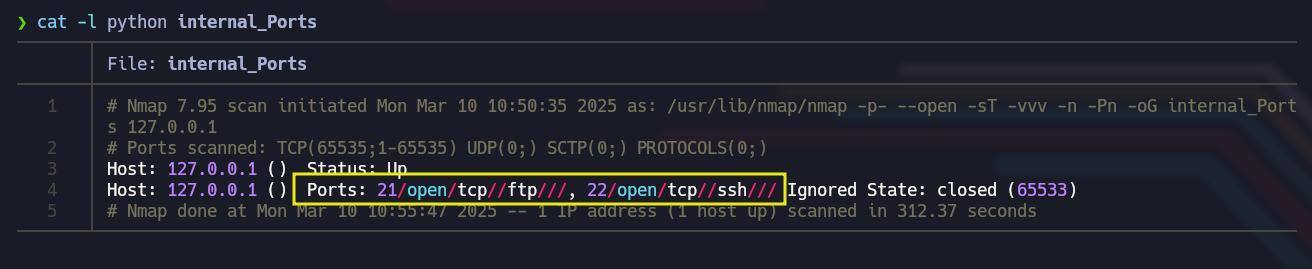 ❯ cat -l python internal_Ports
File: internal_Ports
1 # Nmap 7.95 scan initiated Mon Mar 10 10:50:35 2025 as: /usr/lib/nmap/nmap -p- --open -sT -vvv -n -Pn -oG internal_Port
s 127.0.0.1
2 # Ports scanned: TCP(65535;1-65535) UDP(0;) SCTP(0;) PROTOCOLS(0;)
3 Host: 127.0.0.1 () Status: Up
4 Host: 127.0.0.1 () Ports: 21/open/tcp//ftp///, 22/open/tcp//ssh/// Ignored State: closed (65533)
5 # Nmap done at Mon Mar 10 10:55:47 2025 -- 1 IP address (1 host up) scanned in 312.37 seconds